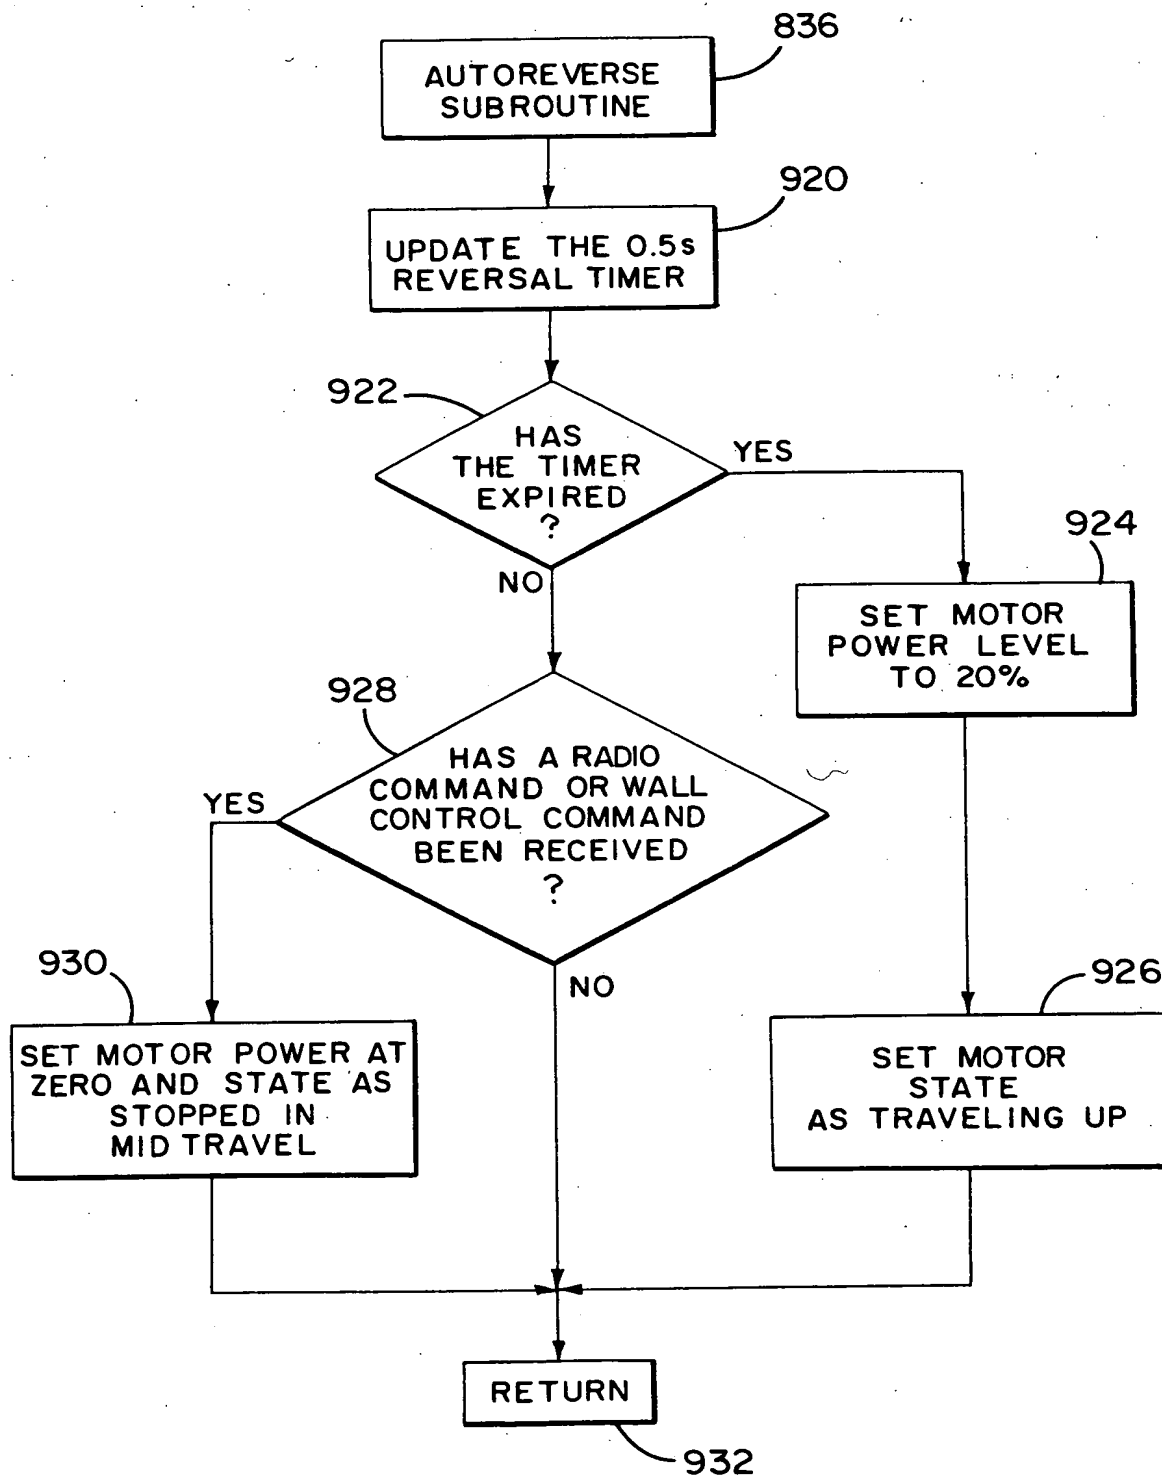 836
AUTOREVERSE
SUBROUTINE
920
UPDATE THE 0.5s
REVERSAL TIMER
922
HAS
THE TIMER
EXPIRED
?
YES
NO
924
SET MOTOR
POWER LEVEL
TO 20%
928
HAS A RADIO
COMMAND OR WALL
CONTROL COMMAND
BEEN RECEIVED
?
YES
NO
930
SET MOTOR POWER AT
ZERO AND STATE AS
STOPPED IN
MID TRAVEL
926
SET MOTOR
STATE
AS TRAVELING UP
RETURN
932